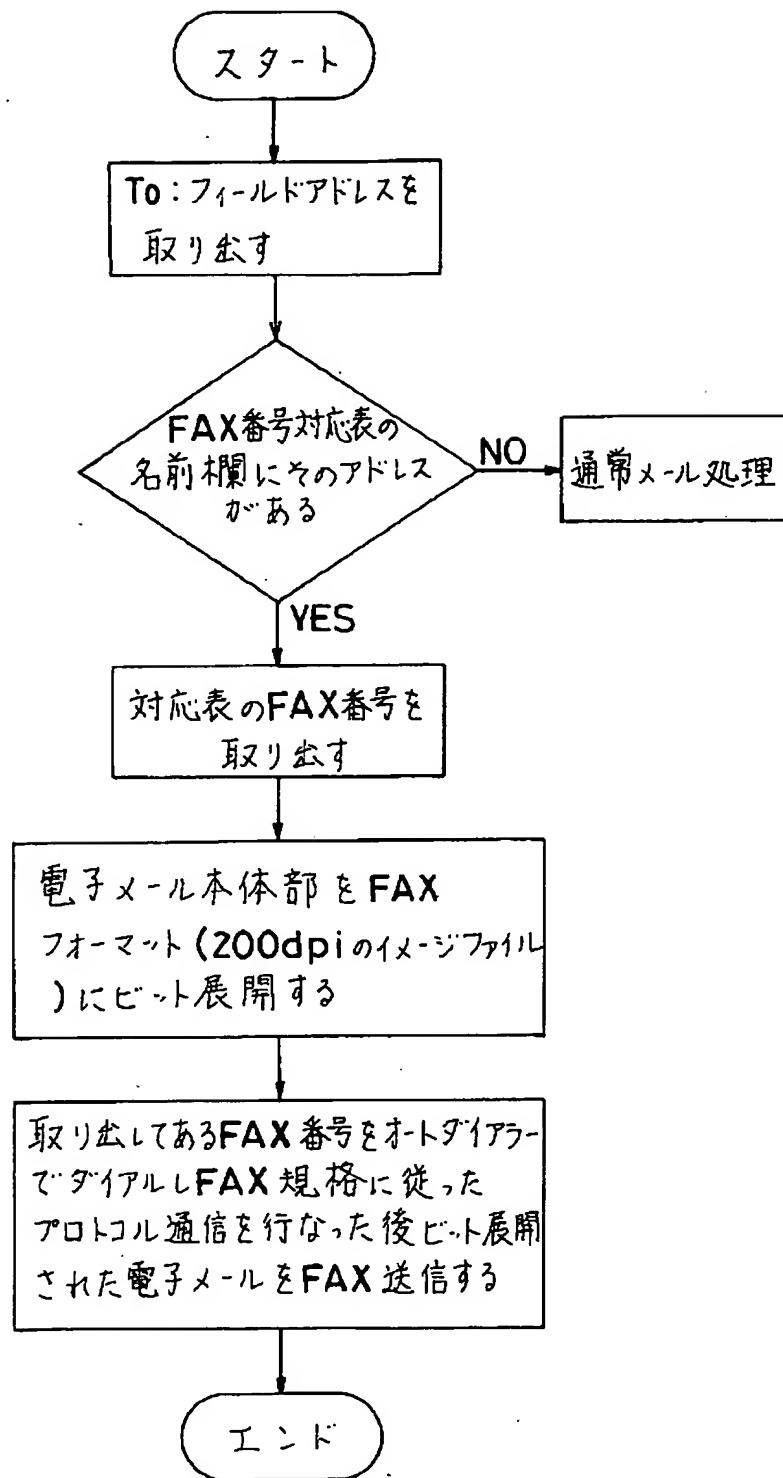 スタート
To:フィールドアドレスを
取り出す
FAX番号対応表の
名前欄にそのアドレス
がある
NO
通常メール処理
YES
対応表のFAX番号を
取り出す
電子メール本体部をFAX
フォーマット(200dpiのイメージファイル
)にビット展開する
取り出してあるFAX番号をオートダイアラー
でダイアルしFAX規格に従った
プロトコル通信を行なった後ビット展開
された電子メールをFAX送信する
エンド